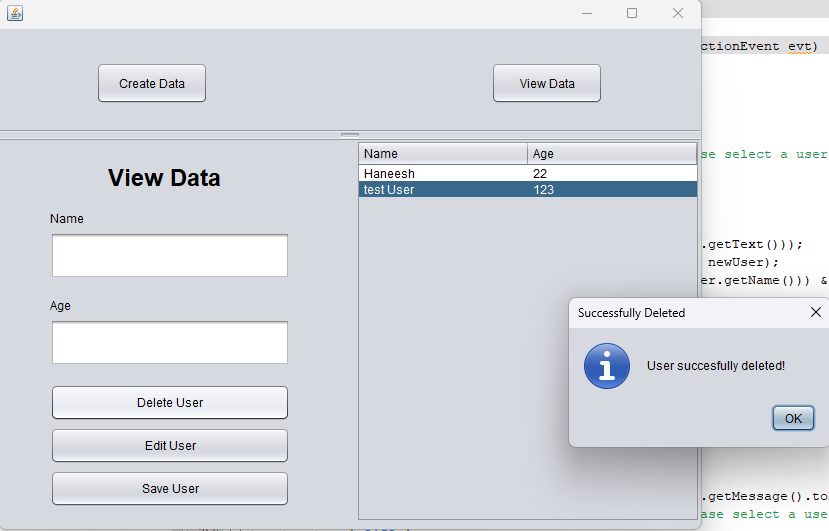 ctionEvent evt)
Create Data
View Data
View Data
Name
Age
Delete User
Edit User
Save User
Name Age
Haneesh 22
test User 123
se select a user
.getText()));
newUser);
er.getName())) &
Successfully Deleted
User succesfully deleted!
OK
.getMessage().to
ase select a use